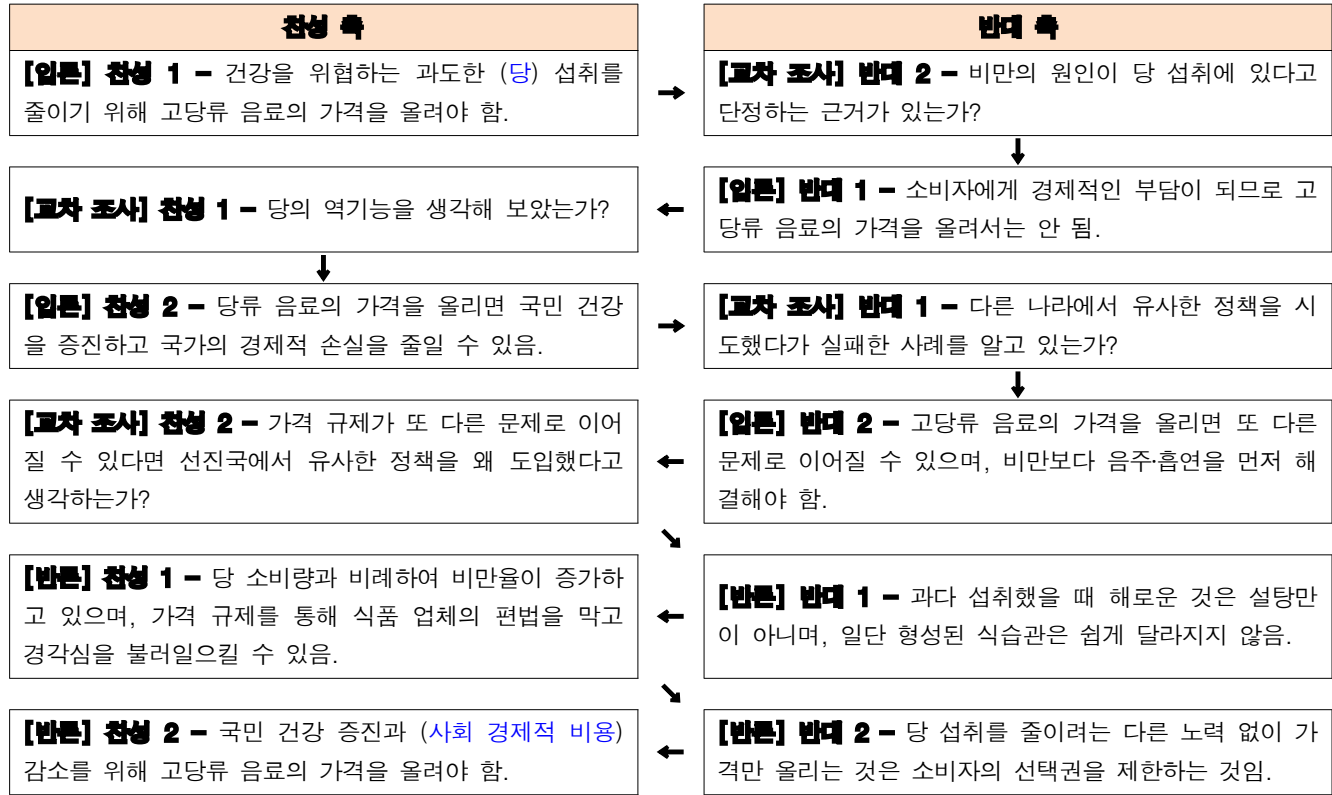 찬성 측
반대 측
[입론] 찬성 1 – 건강을 위협하는 과도한 (당) 섭취를
줄이기 위해 고당류 음료의 가격을 올려야 함.
[교차 조사] 반대 2 – 비만의 원인이 당 섭취에 있다고
단정하는 근거가 있는가?
[교차 조사] 찬성 1 – 당의 역기능을 생각해 보았는가?
[입론] 반대 1 – 소비자에게 경제적인 부담이 되므로 고
당류 음료의 가격을 올려서는 안 됨.
[입론] 찬성 2 – 당류 음료의 가격을 올리면 국민 건강
을 증진하고 국가의 경제적 손실을 줄일 수 있음.
[교차 조사] 반대 1 – 다른 나라에서 유사한 정책을 시
도했다가 실패한 사례를 알고 있는가?
[교차 조사] 찬성 2 – 가격 규제가 또 다른 문제로 이어
질 수 있다면 선진국에서 유사한 정책을 왜 도입했다고
생각하는가?
[입론] 반대 2 – 고당류 음료의 가격을 올리면 또 다른
문제로 이어질 수 있으며, 비만보다 음주·흡연을 먼저 해
결해야 함.
[반론] 찬성 1 – 당 소비량과 비례하여 비만율이 증가하
고 있으며, 가격 규제를 통해 식품 업체의 편법을 막고
경각심을 불러일으킬 수 있음.
[반론] 반대 1 – 과다 섭취했을 때 해로운 것은 설탕만
이 아니며, 일단 형성된 식습관은 쉽게 달라지지 않음.
[반론] 찬성 2 – 국민 건강 증진과 (사회 경제적 비용)
감소를 위해 고당류 음료의 가격을 올려야 함.
[반론] 반대 2 – 당 섭취를 줄이려는 다른 노력 없이 가
격만 올리는 것은 소비자의 선택권을 제한하는 것임.